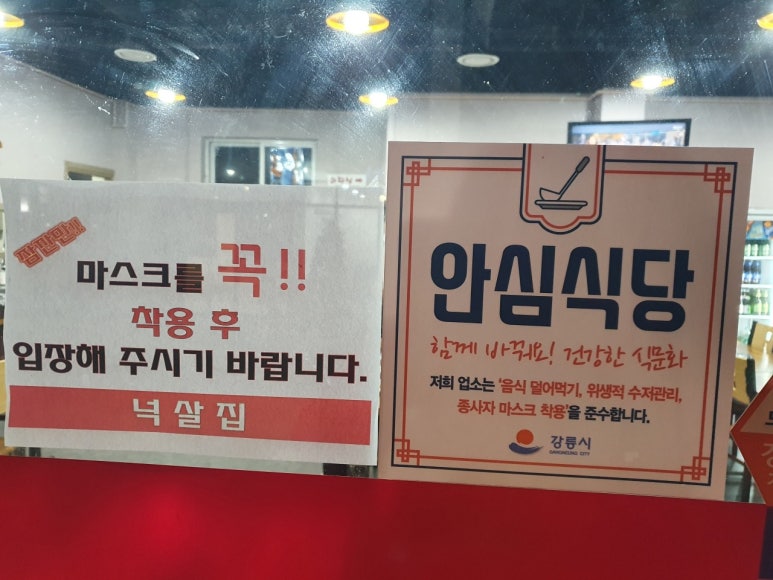 잠깐만!!
마스크를 꼭!!
착용 후
입장해 주시기 바랍니다.
넉살집
안심식당
함께 바꿔요! 건강한 식문화
저희 업소는 '음식 덜어먹기, 위생적 수저관리,
종사자 마스크 착용'을 준수합니다.
강릉시
GANGNEUNG CITY